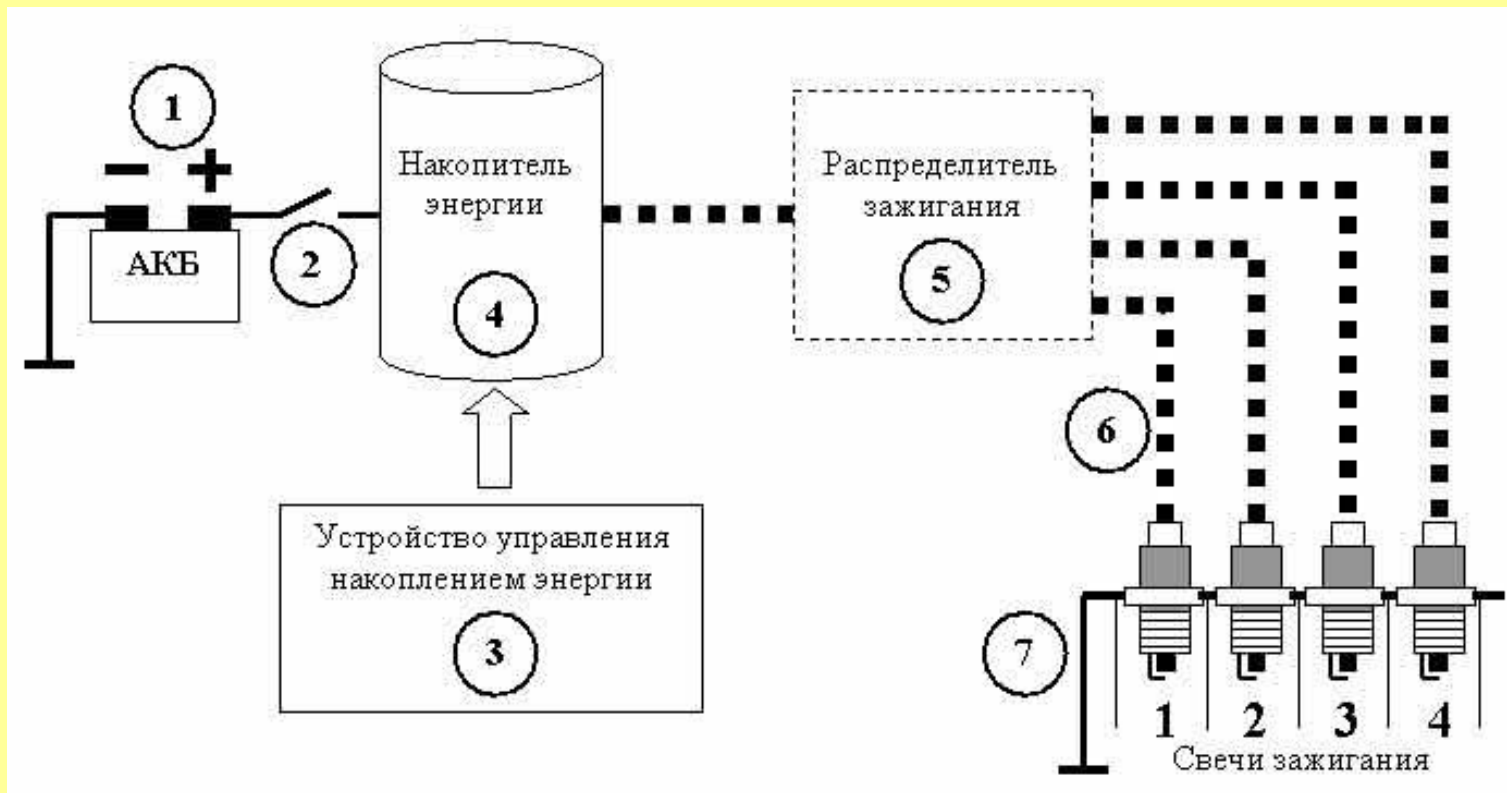 1
− +
АКБ
2
Накопитель
энергии
4
Распределитель
зажигания
5
Устройство управления
накоплением энергии
3
6
7
1 2 3 4
Свечи зажигания